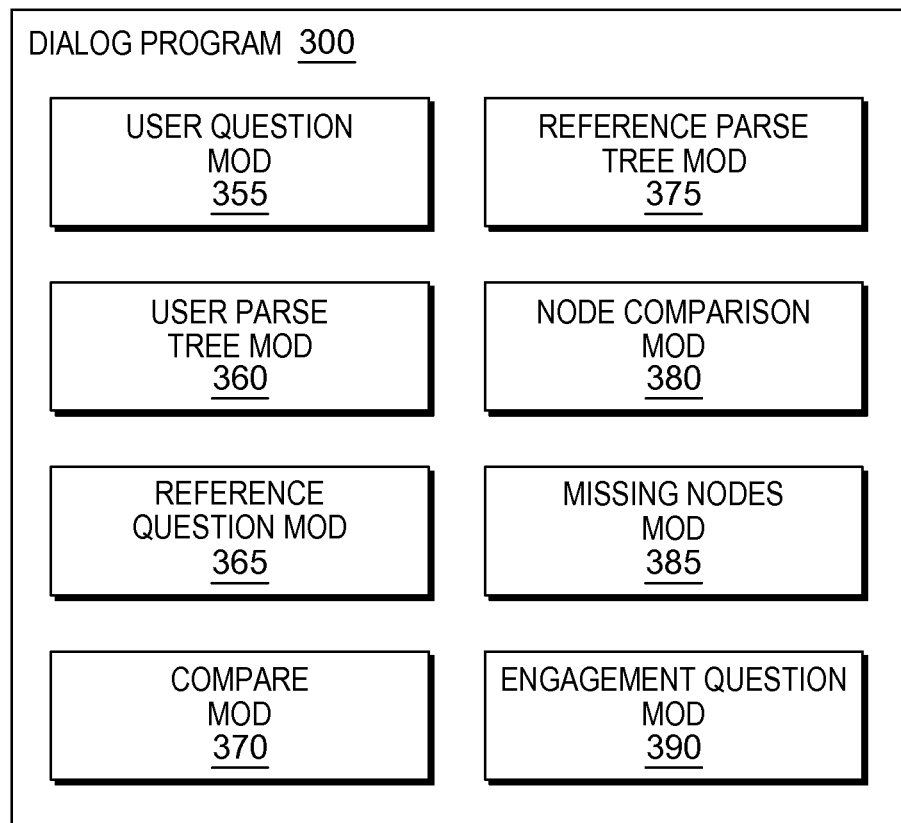 DIALOG PROGRAM 300
USER QUESTION
MOD
355
USER PARSE
TREE MOD
360
REFERENCE
QUESTION MOD
365
COMPARE
MOD
370
REFERENCE PARSE
TREE MOD
375
NODE COMPARISON
MOD
380
MISSING NODES
MOD
385
ENGAGEMENT QUESTION
MOD
390